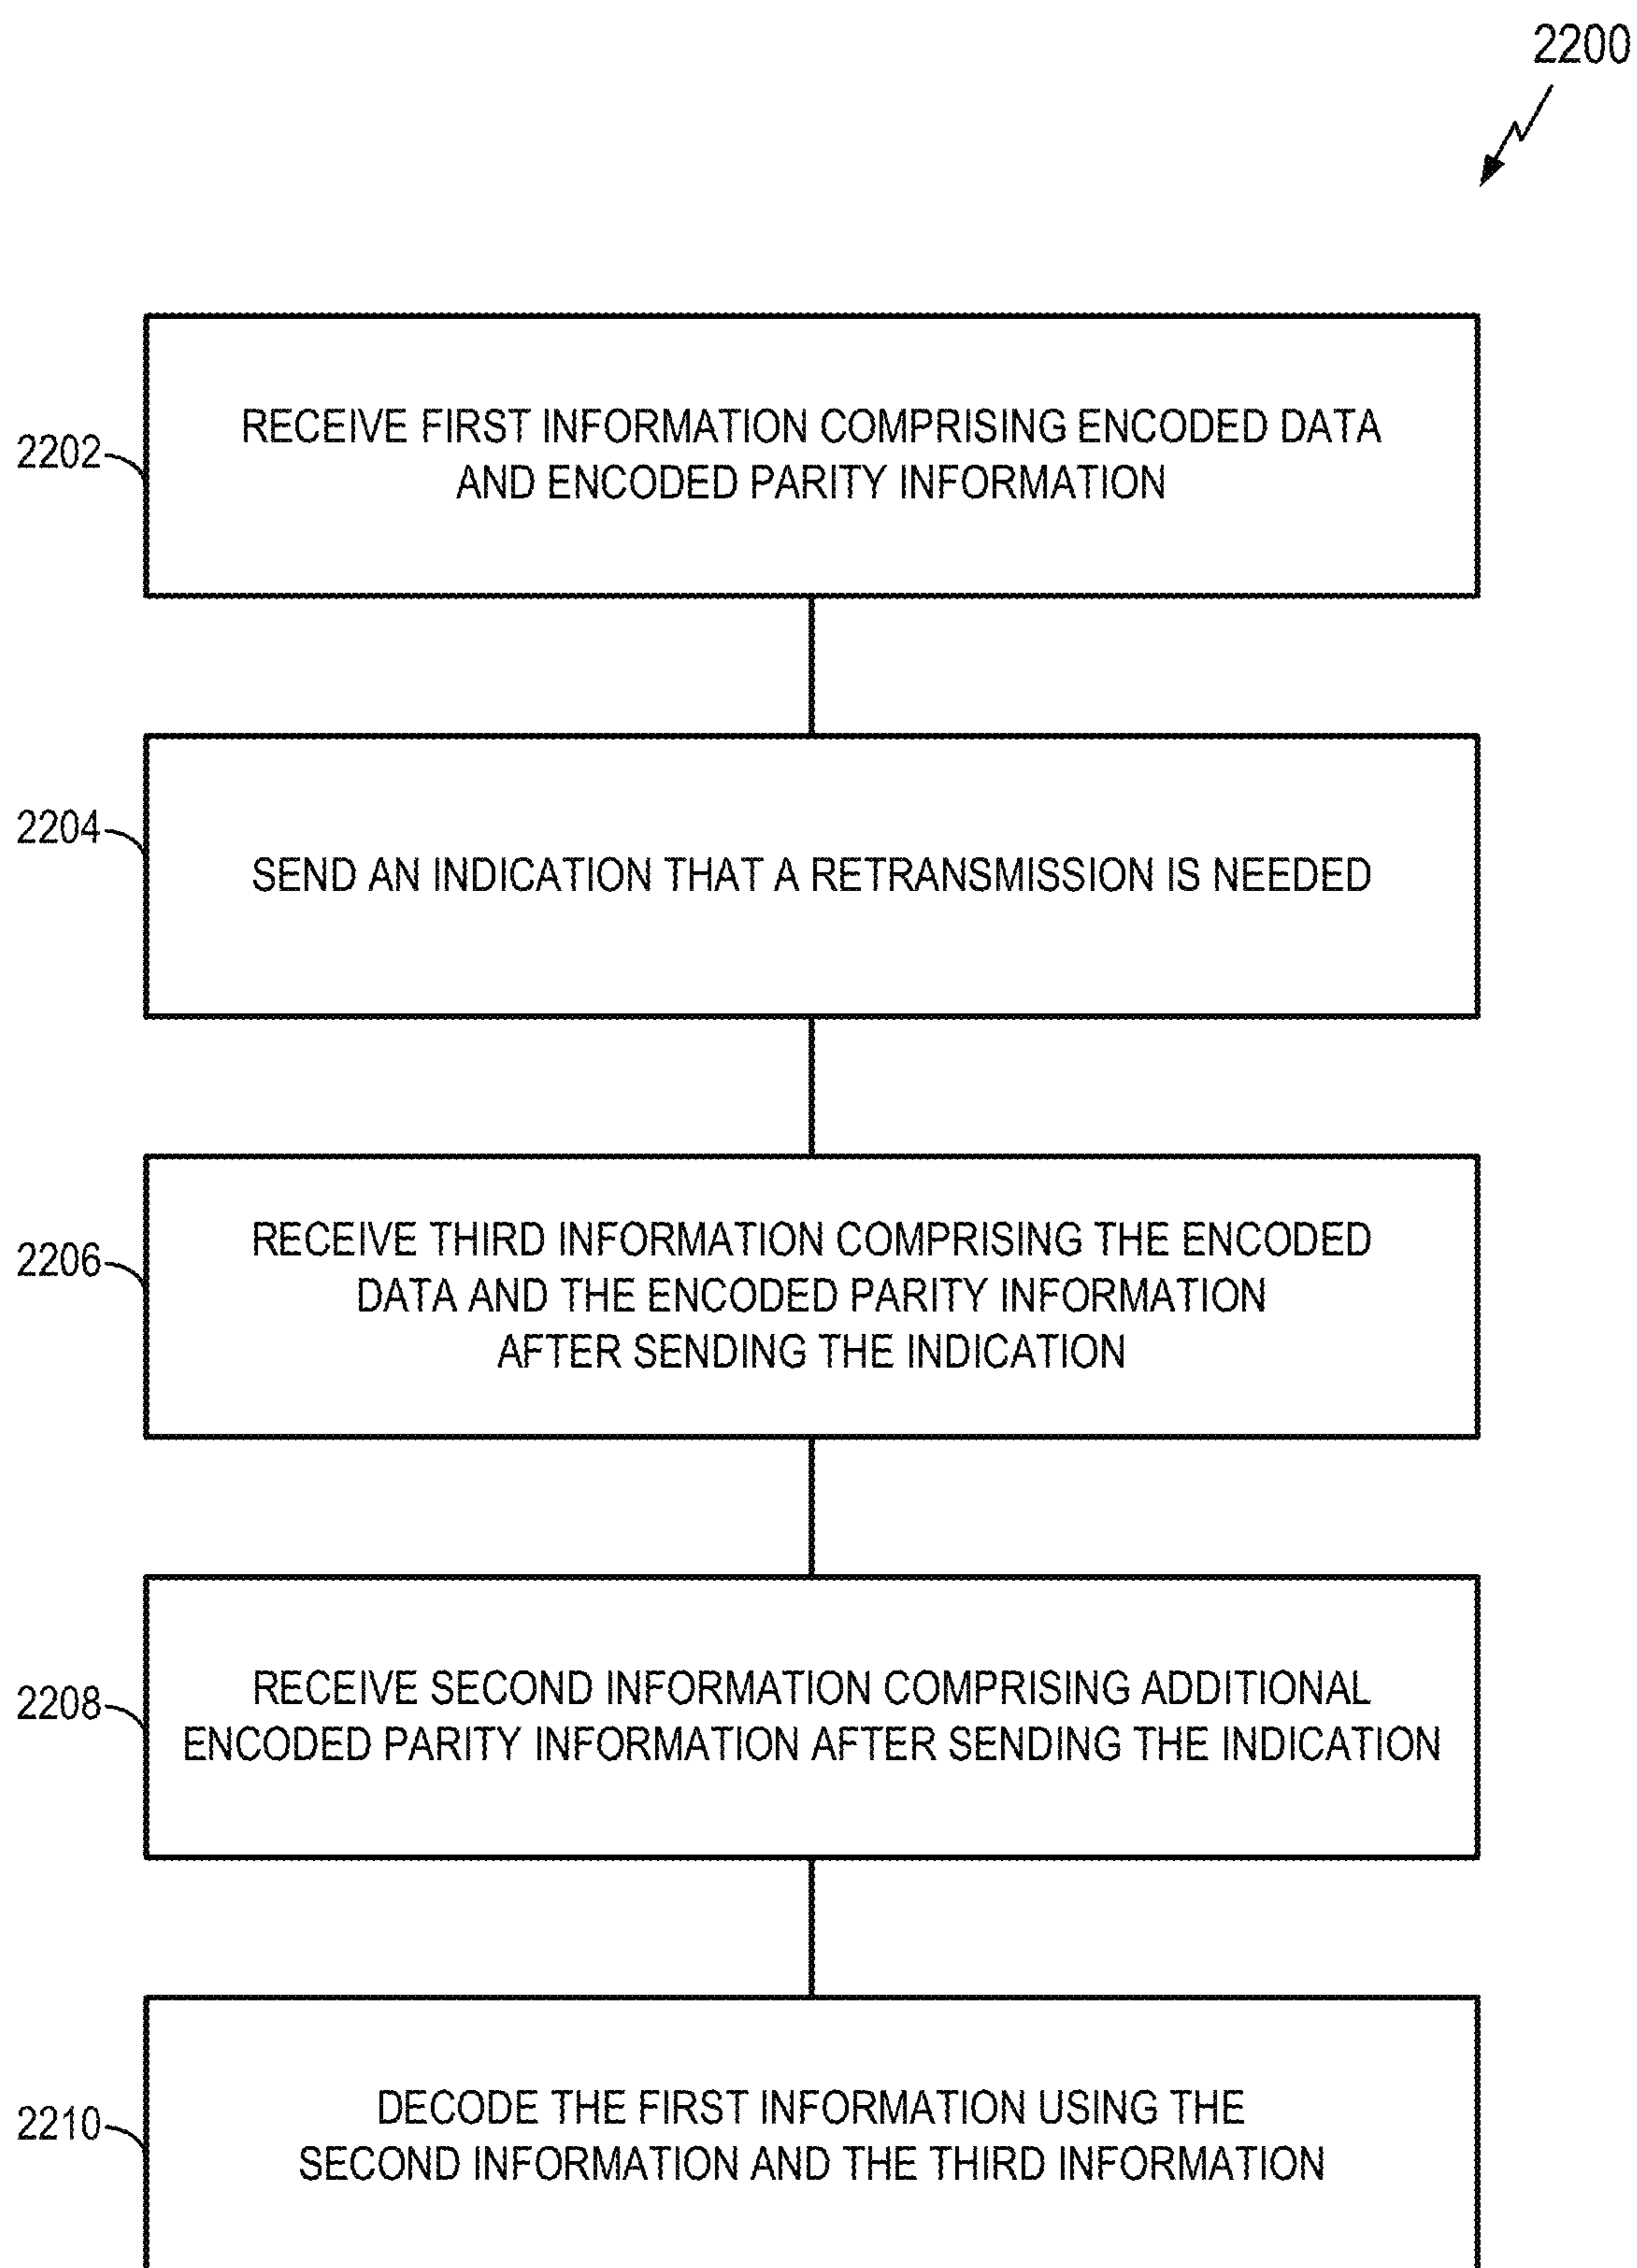 2200
2202
RECEIVE FIRST INFORMATION COMPRISING ENCODED DATA
AND ENCODED PARITY INFORMATION
2204
SEND AN INDICATION THAT A RETRANSMISSION IS NEEDED
2206
RECEIVE THIRD INFORMATION COMPRISING THE ENCODED
DATA AND THE ENCODED PARITY INFORMATION
AFTER SENDING THE INDICATION
2208
RECEIVE SECOND INFORMATION COMPRISING ADDITIONAL
ENCODED PARITY INFORMATION AFTER SENDING THE INDICATION
2210
DECODE THE FIRST INFORMATION USING THE
SECOND INFORMATION AND THE THIRD INFORMATION